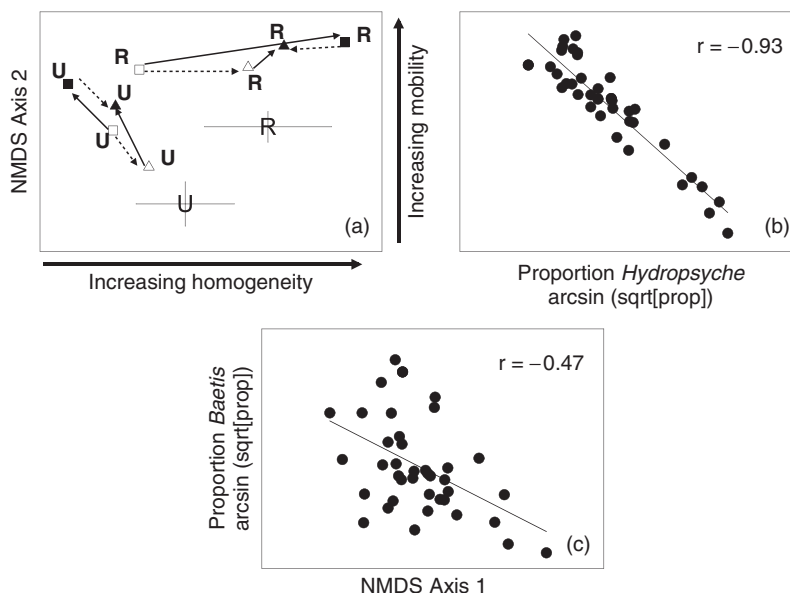 NMDS Axis 2
U
R
R
R
U
U
U
R
U
(a)
Increasing homogeneity
Increasing mobility
r = −0.93
(b)
Proportion Hydropsyche
arcsin (sqrt[prop])
Proportion Baetis
arcsin (sqrt[prop])
r = −0.47
(c)
NMDS Axis 1